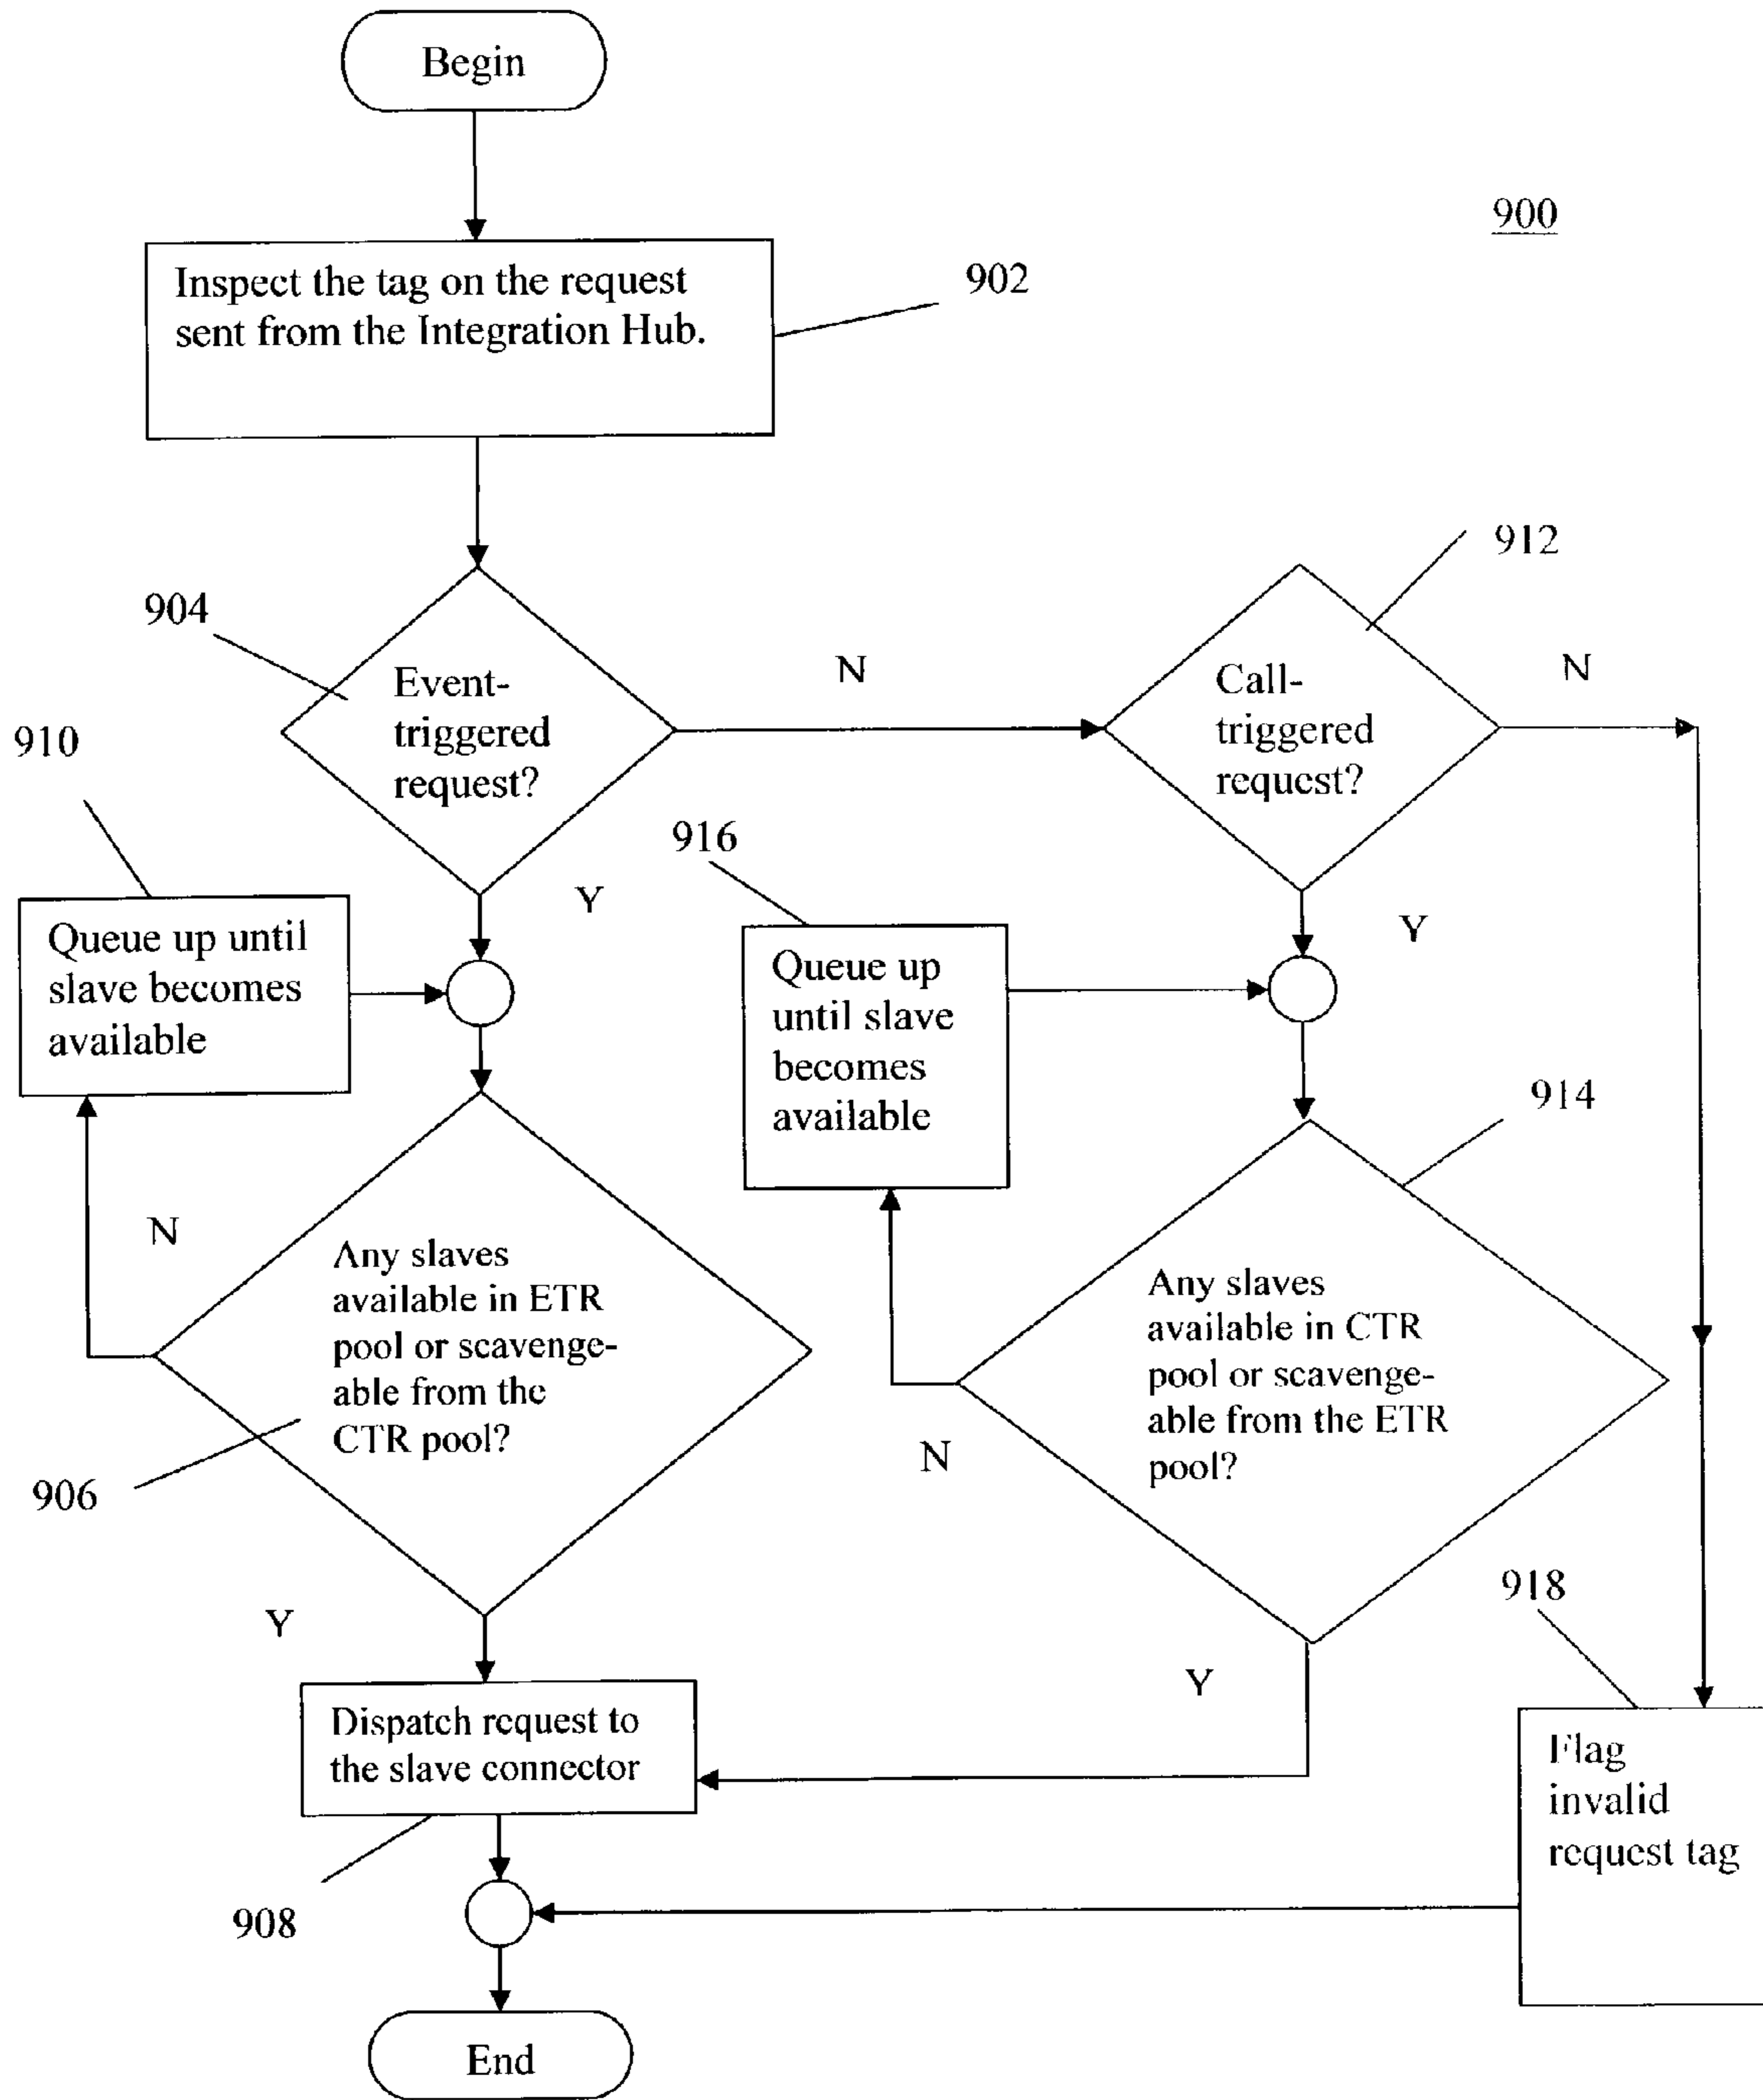 Begin
900
Inspect the tag on the request
sent from the Integration Hub.
902
912
904
Event-
triggered
request?
N
Call-
triggered
request?
N
910
916
Y
Y
Queue up until
slave becomes
available
Queue up
until slave
becomes
available
914
N
Any slaves
available in ETR
pool or scavenge-
able from the
CTR pool?
Any slaves
available in CTR
pool or scavenge-
able from the ETR
pool?
N
906
918
Y
Y
Dispatch request to
the slave connector
Flag
invalid
request tag
908
End